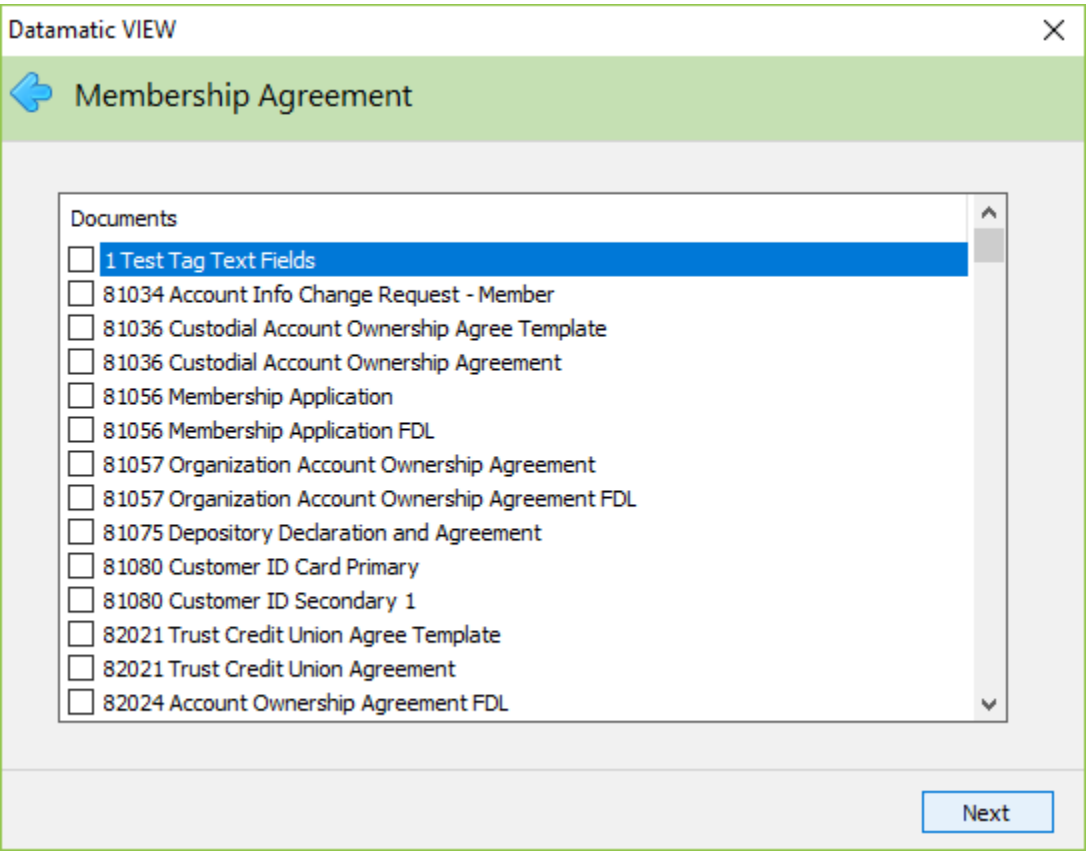 Datamatic VIEW
Membership Agreement
Documents
1 Test Tag Text Fields
81034 Account Info Change Request - Member
81036 Custodial Account Ownership Agree Template
81036 Custodial Account Ownership Agreement
81056 Membership Application
81056 Membership Application FDL
81057 Organization Account Ownership Agreement
81057 Organization Account Ownership Agreement FDL
81075 Depository Declaration and Agreement
81080 Customer ID Card Primary
81080 Customer ID Secondary 1
82021 Trust Credit Union Agree Template
82021 Trust Credit Union Agreement
82024 Account Ownership Agreement FDL
Next